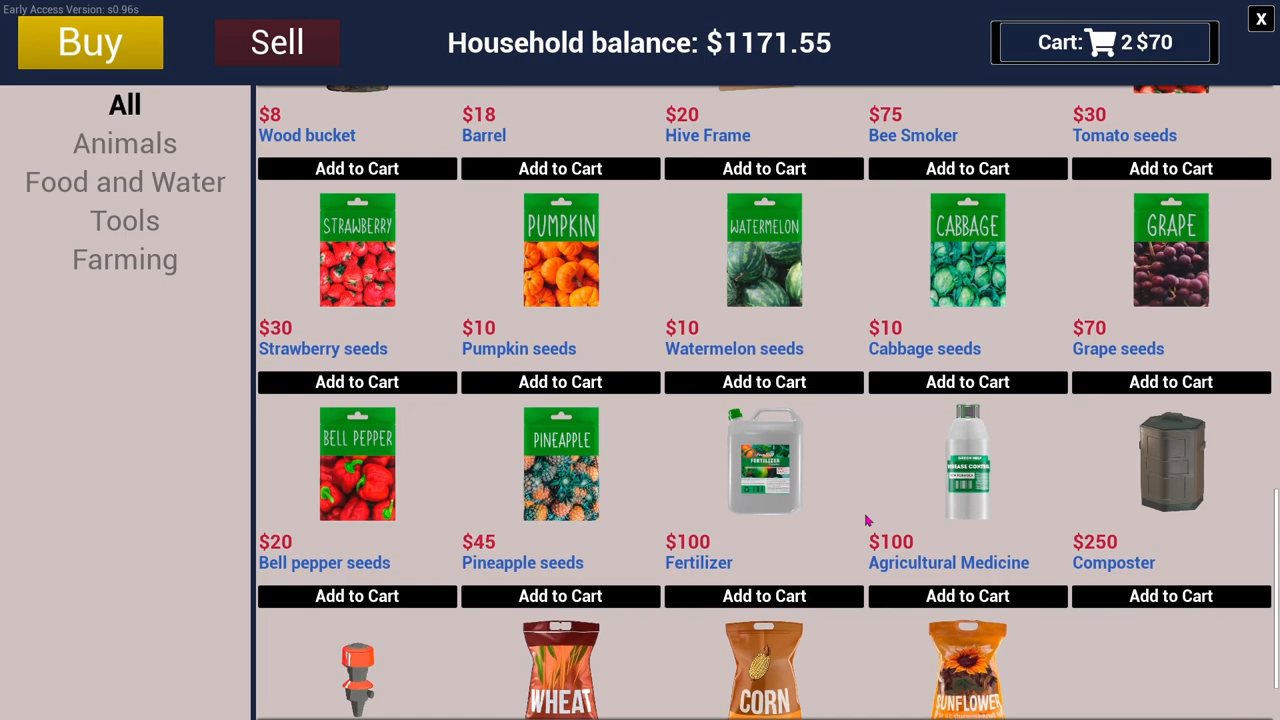 Early Access Version: s0.96s
Buy
Sell
Household balance: $1171.55
Cart: 2 $70
X
All
Animals
Food and Water
Tools
Farming
$8
Wood bucket
Add to Cart
$18
Barrel
Add to Cart
$20
Hive Frame
Add to Cart
$75
Bee Smoker
Add to Cart
$30
Tomato seeds
Add to Cart
STRAWBERRY
$30
Strawberry seeds
Add to Cart
PUMPKIN
$10
Pumpkin seeds
Add to Cart
WATERMELON
$10
Watermelon seeds
Add to Cart
CABBAGE
$10
Cabbage seeds
Add to Cart
GRAPE
$70
Grape seeds
Add to Cart
BELL PEPPER
$20
Bell pepper seeds
Add to Cart
PINEAPPLE
$45
Pineapple seeds
Add to Cart
FERTILIZER
$100
Fertilizer
Add to Cart
GREEN HELP
$100
Agricultural Medicine
Add to Cart
$250
Composter
Add to Cart
WHEAT
CORN
SUNFLOWER